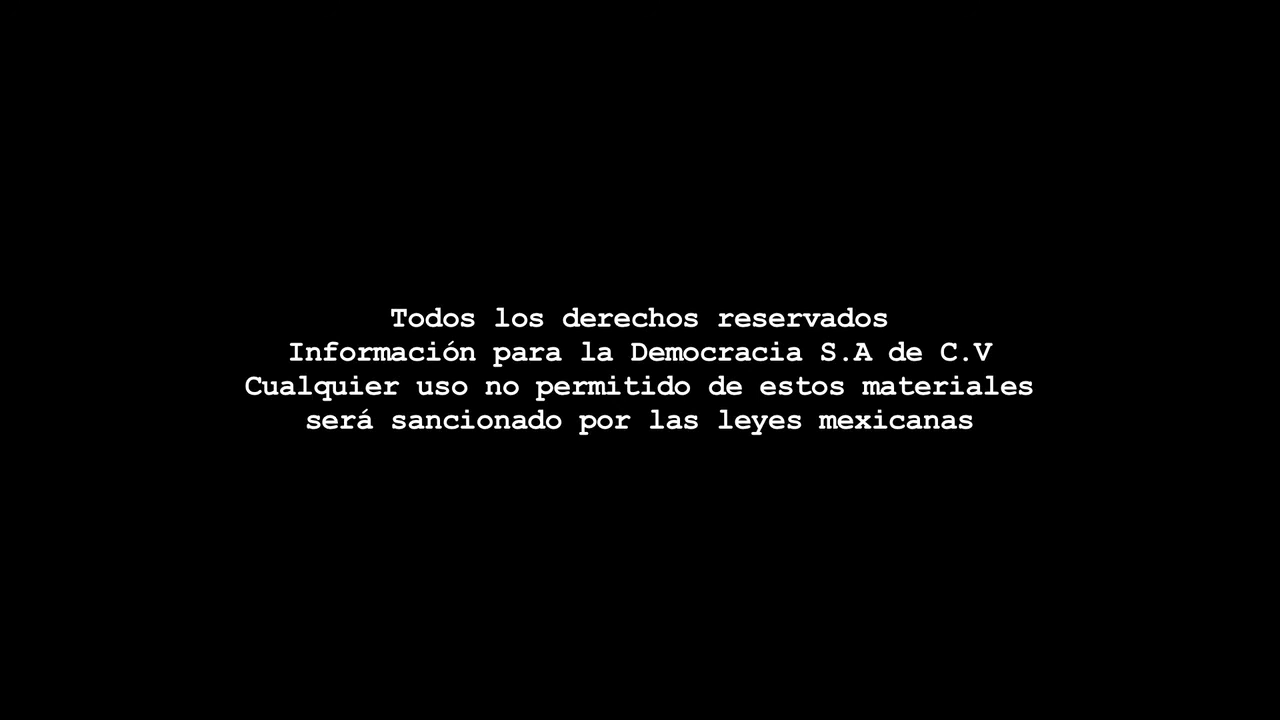 Todos los derechos reservados
Información para la Democracia S.A de C.V
Cualquier uso no permitido de estos materiales
será sancionado por las leyes mexicanas